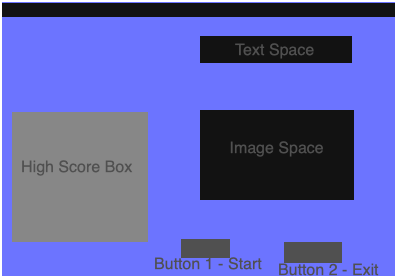 Text Space
Image Space
High Score Box
Button 1 - Start
Button 2 - Exit